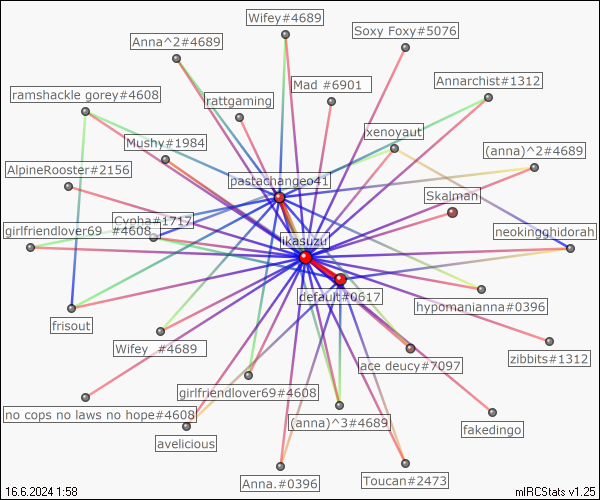 Wifey#4689
Soxy Foxy#5076
Anna^2#4689
Mad #6901
Annarchist#1312
ramshackle gorey#4608
rattgaming
xenoyaut
Mushy#1984
(anna)^2#4689
AlpineRooster#2156
pastachangeo41
Skalman
Cypha#1717
girlfriendlover69 #4608
neokingghidorah
ikasuzu
default#0617
hypomanianna#0396
frisout
Wifey #4689
zibbits#1312
ace deucy#7097
girlfriendlover69#4608
no cops no laws no hope#4608
(anna)^3#4689
fakedingo
avelicious
Anna.#0396
Toucan#2473
16.6.2024 1:58
mIRCStats v1.25